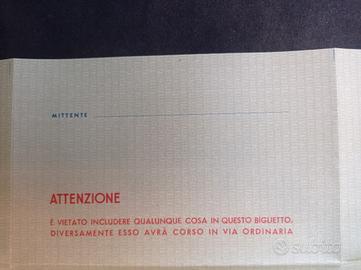 MITTENTE
ATTENZIONE
È VIETATO INCLUDERE QUALUNQUE COSA IN QUESTO BIGLIETTO,
DIVERSAMENTE ESSO AVRÀ CORSO IN VIA ORDINARIA
subito